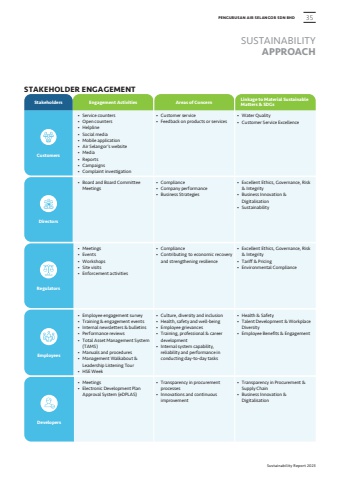 PENGURUSAN AIR SELANGOR SDN BHD 35
SUSTAINABILITY
APPROACH
STAKEHOLDER ENGAGEMENT
Stakeholders
Engagement Activities
Areas of Concern
Linkage to Material Sustainable
Matters & SDGs
Customers
• Service counters
• Open counters
• Helpline
• Social media
• Mobile application
• Air Selangor's website
• Media
• Reports
• Campaigns
• Complaint investigation
• Customer service
• Feedback on products or services
• Water Quality
• Customer Service Excellence
Directors
• Board and Board Committee
Meetings
• Compliance
• Company performance
• Business Strategies
• Excellent Ethics, Governance, Risk
& Integrity
• Business Innovation &
Digitalisation
• Sustainability
Regulators
• Meetings
• Events
• Workshops
• Site visits
• Enforcement activities
• Compliance
• Contributing to economic recovery
and strengthening resilience
• Excellent Ethics, Governance, Risk
& Integrity
• Tariff & Pricing
• Environmental Compliance
Employees
• Employee engagement survey
• Training & engagement events
• Internal newsletters & bulletins
• Performance reviews
• Total Asset Management System
(TAMS)
• Manuals and procedures
• Management Walkabout &
Leadership Listening Tour
• HSE Week
• Culture, diversity and inclusion
• Health, safety and well-being
• Employee grievances
• Training, professional & career
development
• Internal system capability,
reliability and performance in
conducting day-to-day tasks
• Health & Safety
• Talent Development & Workplace
Diversity
• Employee Benefits & Engagement
Developers
• Meetings
• Electronic Development Plan
Approval System (eDPLAS)
• Transparency in procurement
processes
• Innovations and continuous
improvement
• Transparency in Procurement &
Supply Chain
• Business Innovation &
Digitalisation